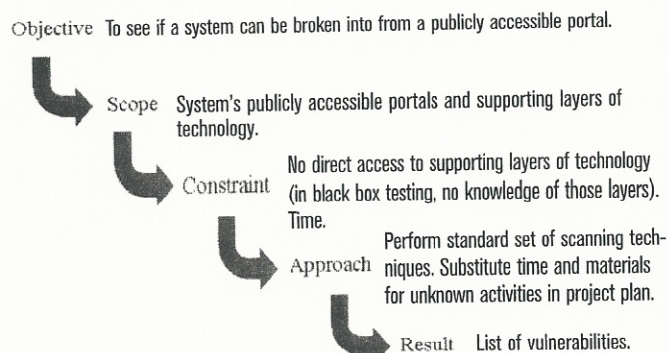 Objective To see if a system can be broken into from a publicly accessible portal.
Scope System's publicly accessible portals and supporting layers of
technology.
No direct access to supporting layers of technology
Constraint (in black box testing, no knowledge of those layers).
Time.
Perform standard set of scanning tech-
Approach niques. Substitute time and materials
for unknown activities in project plan.
Result List of vulnerabilities.